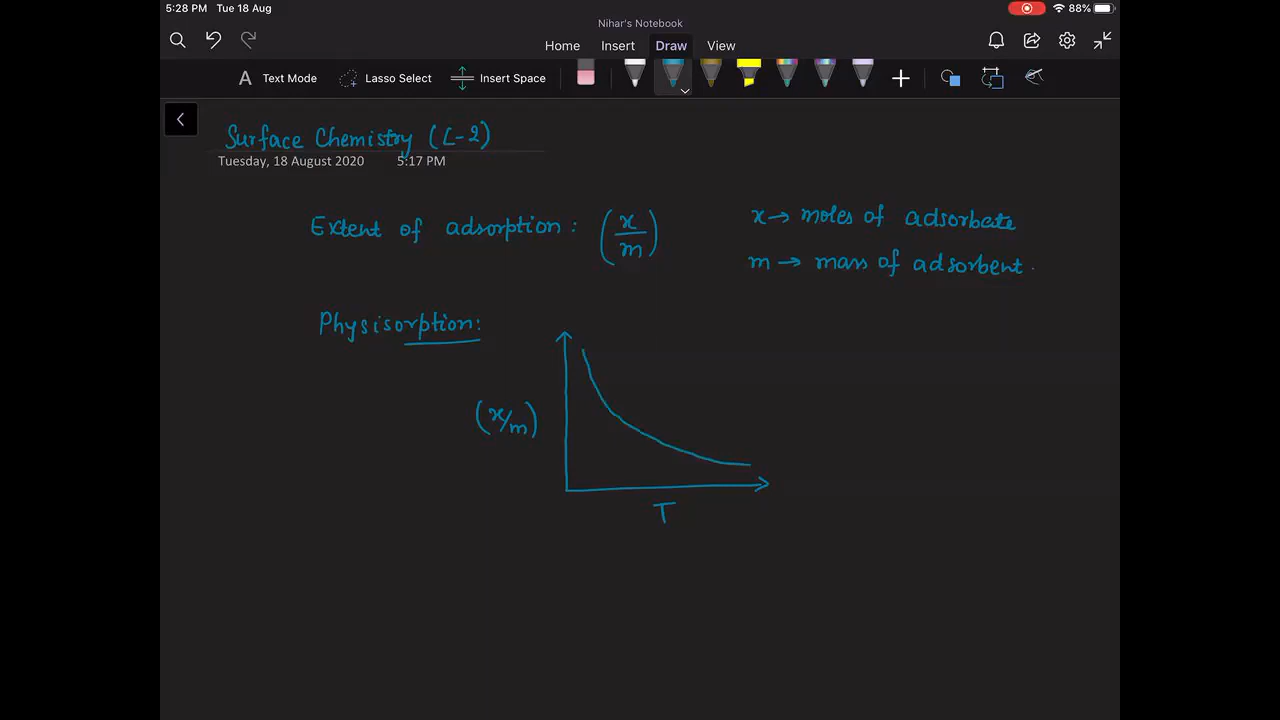 5:28 PM Tue 18 Aug
88%
Nihar's Notebook
Home Insert Draw View
A Text Mode Lasso Select Insert Space
Surface Chemistry (L-2)
Tuesday, 18 August 2020 5:17 PM
Extent of adsorption: (x/m)
x → moles of adsorbate
m → mass of adsorbent.
Physisorption:
(x/m)
T